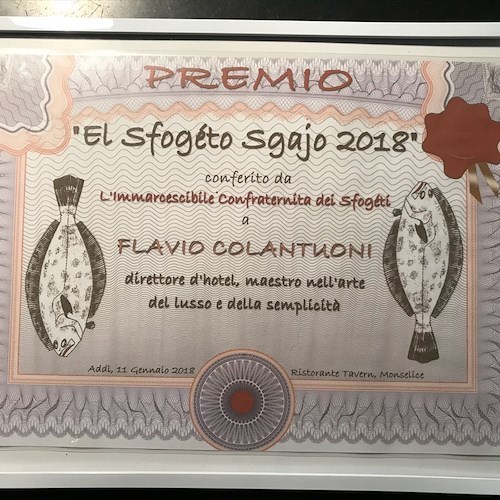 PREMIO
"El Sfogéto Sgajo 2018"
conferito da
L'Immarcescibile Confraternita dei Sfogéti
a
FLAVIO COLANTUONI
direttore d'hotel, maestro nell'arte
del lusso e della semplicità
Addì, 11 Gennaio 2018 Ristorante Tavern, Monselice